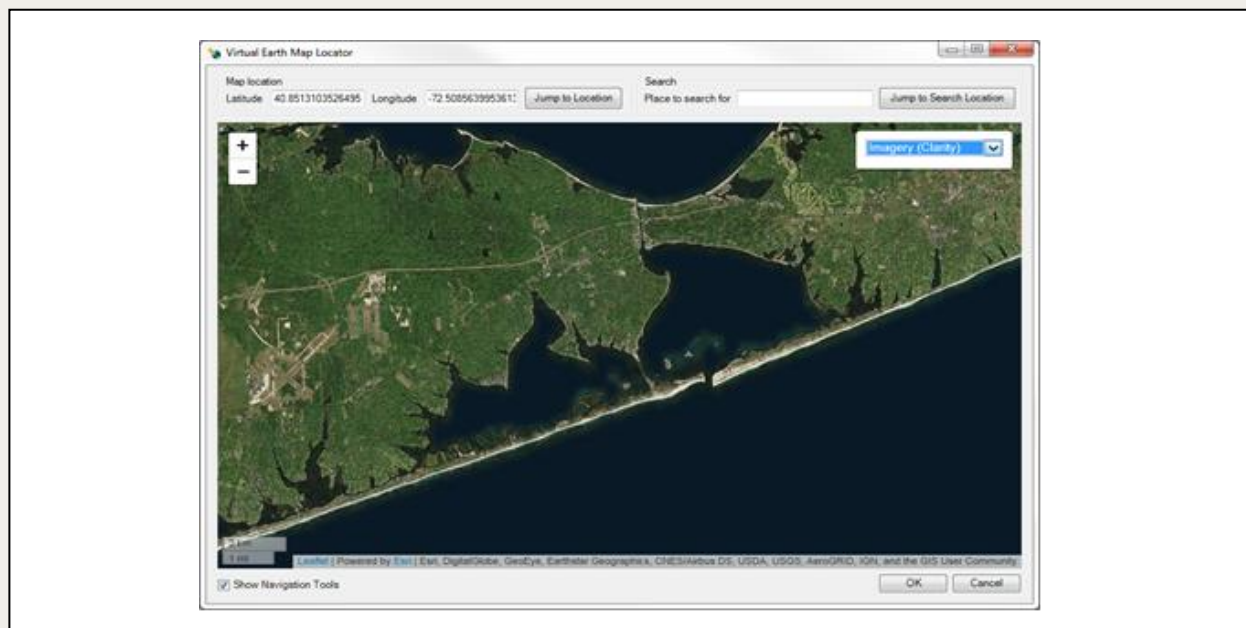 Virtual Earth Map Locator
Map location
Search
Latitude 40.8513103526495 Longitude -72.5085639953613 Jump to Location Place to search for Jump to Search Location
+
Imagery (Clarity)
−
1 mi
Leaflet | Powered by Esri | Esri, DigitalGlobe, GeoEye, Earthstar Geographics, CNES/Airbus DS, USDA, USGS, AeroGRID, IGN, and the GIS User Community
Show Navigation Tools OK Cancel